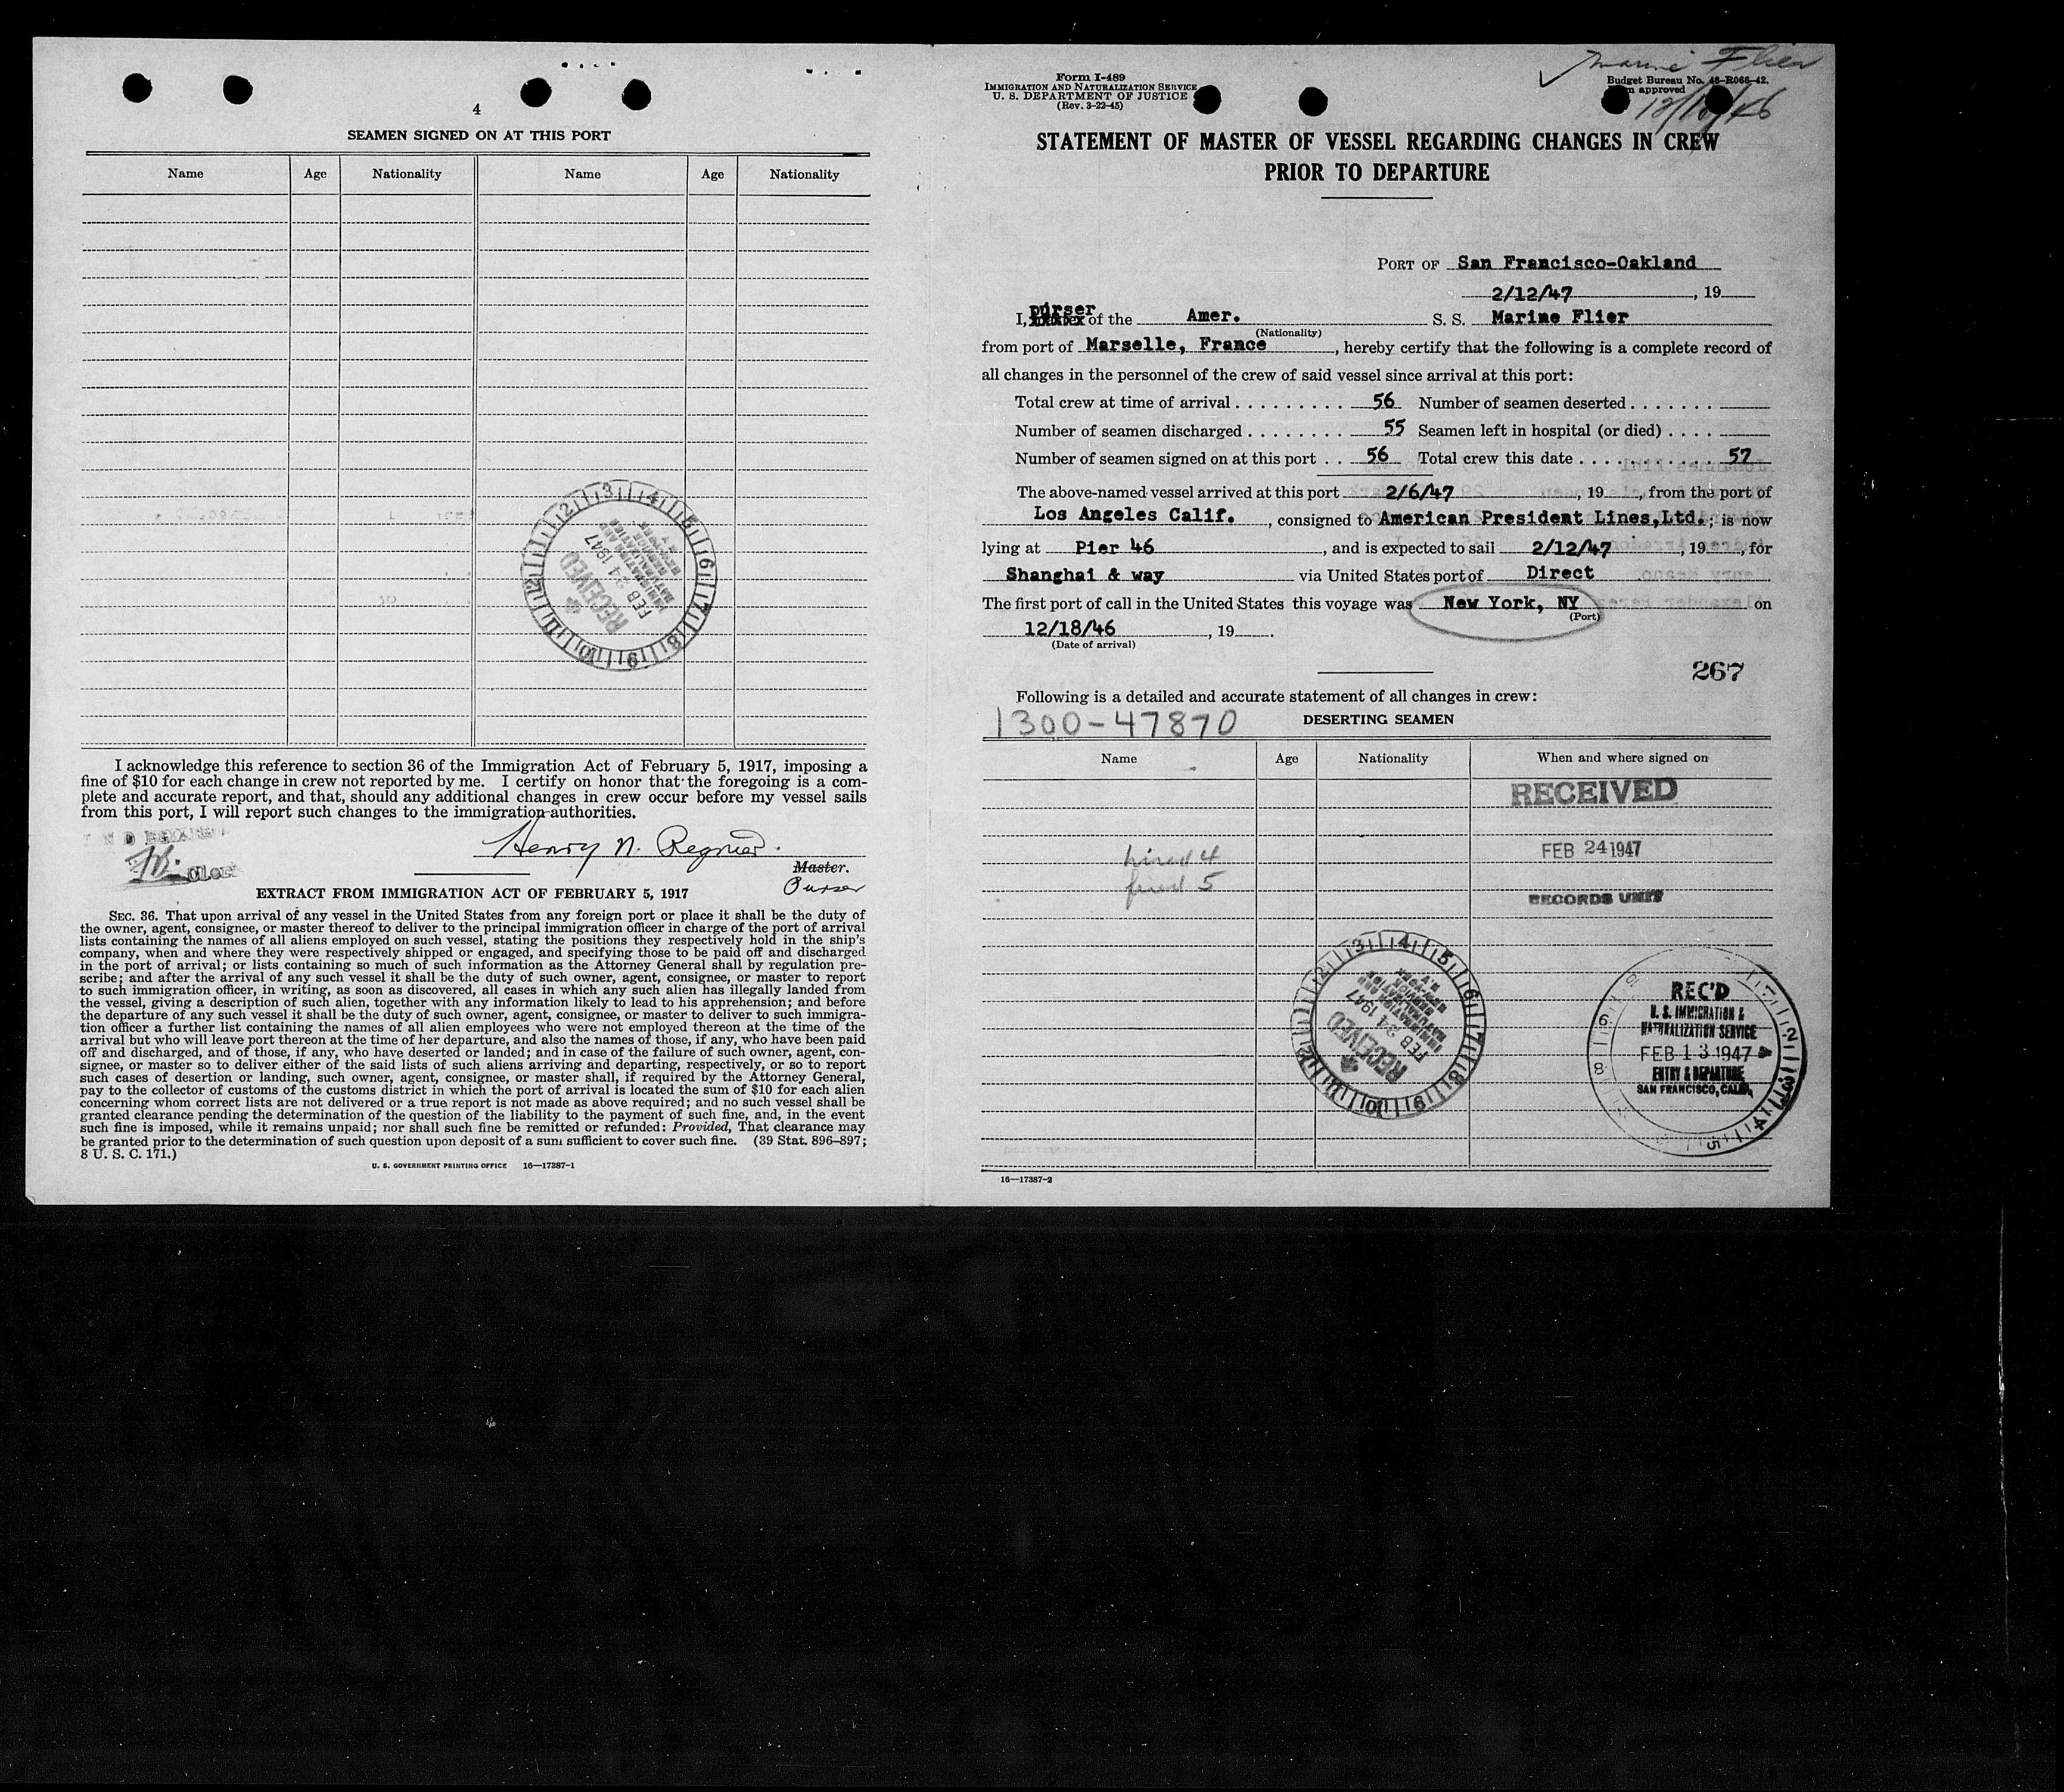 4
SEAMEN SIGNED ON AT THIS PORT
Name Age Nationality Name Age Nationality
RECEIVED
FEB 24 1947
I acknowledge this reference to section 36 of the Immigration Act of February 5, 1917, imposing a
fine of $10 for each change in crew not reported by me. I certify on honor that the foregoing is a com-
plete and accurate report, and that, should any additional changes in crew occur before my vessel sails
from this port, I will report such changes to the immigration authorities.
Henry N. Regnier.
Master.
Purser
Clerk
EXTRACT FROM IMMIGRATION ACT OF FEBRUARY 5, 1917
SEC. 36. That upon arrival of any vessel in the United States from any foreign port or place it shall be the duty of
the owner, agent, consignee, or master thereof to deliver to the principal immigration officer in charge of the port of arrival
lists containing the names of all aliens employed on such vessel, stating the positions they respectively hold in the ship's
company, when and where they were respectively shipped or engaged, and specifying those to be paid off and discharged
in the port of arrival; or lists containing so much of such information as the Attorney General shall by regulation pre-
scribe; and after the arrival of any such vessel it shall be the duty of such owner, agent, consignee, or master to report
to such immigration officer, in writing, as soon as discovered, all cases in which any such alien has illegally landed from
the vessel, giving a description of such alien, together with any information likely to lead to his apprehension; and before
the departure of any such vessel it shall be the duty of such owner, agent, consignee, or master to deliver to such immigra-
tion officer a further list containing the names of all alien employees who were not employed thereon at the time of the
arrival but who will leave port thereon at the time of her departure, and also the names of those, if any, who have been paid
off and discharged, and of those, if any, who have deserted or landed; and in case of the failure of such owner, agent, con-
signee, or master so to deliver either of the said lists of such aliens arriving and departing, respectively, or so to report
such cases of desertion or landing, such owner, agent, consignee, or master shall, if required by the Attorney General,
pay to the collector of customs of the customs district in which the port of arrival is located the sum of $10 for each alien
concerning whom correct lists are not delivered or a true report is not made as above required; and no such vessel shall be
granted clearance pending the determination of the question of the liability to the payment of such fine, and, in the event
such fine is imposed, while it remains unpaid; nor shall such fine be remitted or refunded: Provided, That clearance may
be granted prior to the determination of such question upon deposit of a sum sufficient to cover such fine. (39 Stat. 896–897;
8 U. S. C. 171.)
U. S. GOVERNMENT PRINTING OFFICE 16—17387-1
Marine Flier
12/18/46
Form I-489
IMMIGRATION AND NATURALIZATION SERVICE
U. S. DEPARTMENT OF JUSTICE
(Rev. 3-22-45)
Budget Bureau No. 43-R066-42.
approved
STATEMENT OF MASTER OF VESSEL REGARDING CHANGES IN CREW
PRIOR TO DEPARTURE
PORT OF San Francisco-Oakland
2/12/47, 19
purser
I, master of the Amer. S. S. Marine Flier
(Nationality)
from port of Marselle, France, hereby certify that the following is a complete record of
all changes in the personnel of the crew of said vessel since arrival at this port:
Total crew at time of arrival . . . . . . . . . 56 Number of seamen deserted . . . . . . .
Number of seamen discharged . . . . . . . . 55 Seamen left in hospital (or died) . . . .
Number of seamen signed on at this port . . 56 Total crew this date . . . . . . . . . . . . 57
The above-named vessel arrived at this port 2/6/47, 19, from the port of
Los Angeles Calif., consigned to American President Lines,Ltd.; is now
lying at Pier 46, and is expected to sail 2/12/47, 19, for
Shanghai & way via United States port of Direct
The first port of call in the United States this voyage was New York, NY on
(Port)
12/18/46, 19.
(Date of arrival)
267
Following is a detailed and accurate statement of all changes in crew:
1300-47870
DESERTING SEAMEN
Name Age Nationality When and where signed on
RECEIVED
FEB 24 1947
RECORDS UNIT
hired 4
fired 5
RECEIVED
FEB 24 1947
REC'D
U. S. IMMIGRATION &
NATURALIZATION SERVICE
FEB 13 1947
ENTRY & DEPARTURE
SAN FRANCISCO, CALIF.
16—17387-2